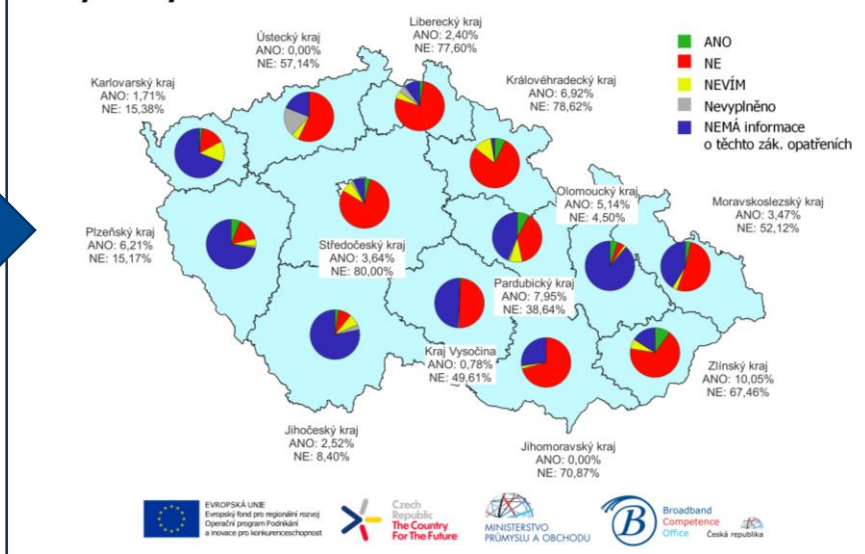 Liberecký kraj
ANO: 2,40%
NE: 77,60%
Ústecký kraj
ANO: 0,00%
NE: 57,14%
Karlovarský kraj
ANO: 1,71%
NE: 15,38%
Královéhradecký kraj
ANO: 6,92%
NE: 78,62%
ANO
NE
NEVÍM
Nevyplněno
NEMÁ informace
o těchto zák. opatřeních
Olomoucký kraj
ANO: 5,14%
NE: 4,50%
Moravskoslezský kraj
ANO: 3,47%
NE: 52,12%
Plzeňský kraj
ANO: 6,21%
NE: 15,17%
Středočeský kraj
ANO: 3,64%
NE: 80,00%
Pardubický kraj
ANO: 7,95%
NE: 38,64%
Kraj Vysočina
ANO: 0,78%
NE: 49,61%
Zlínský kraj
ANO: 10,05%
NE: 67,46%
Jihočeský kraj
ANO: 2,52%
NE: 8,40%
Jihomoravský kraj
ANO: 0,00%
NE: 70,87%
EVROPSKÁ UNIE
Evropský fond pro regionální rozvoj
Operační program Podnikání
a inovace pro konkurenceschopnost
Czech
Republic
The Country
For The Future
MINISTERSTVO
PRŮMYSLU A OBCHODU
B
Broadband
Competence
Office
Česká republika